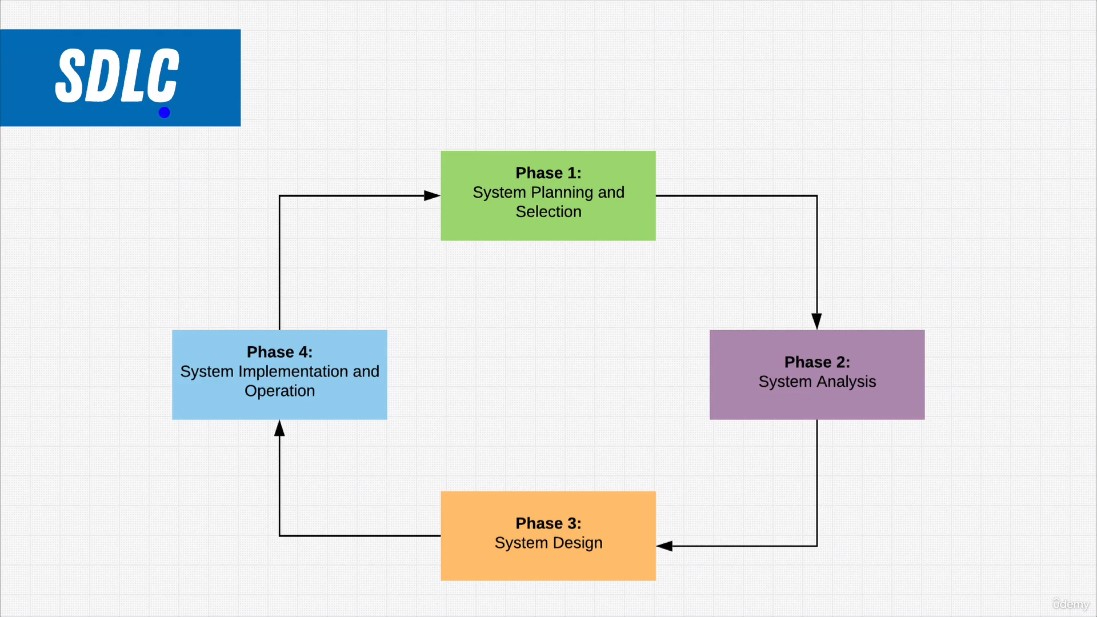 SDLC
Phase 1:
System Planning and
Selection
Phase 4:
System Implementation and
Operation
Phase 2:
System Analysis
Phase 3:
System Design
ûdemy